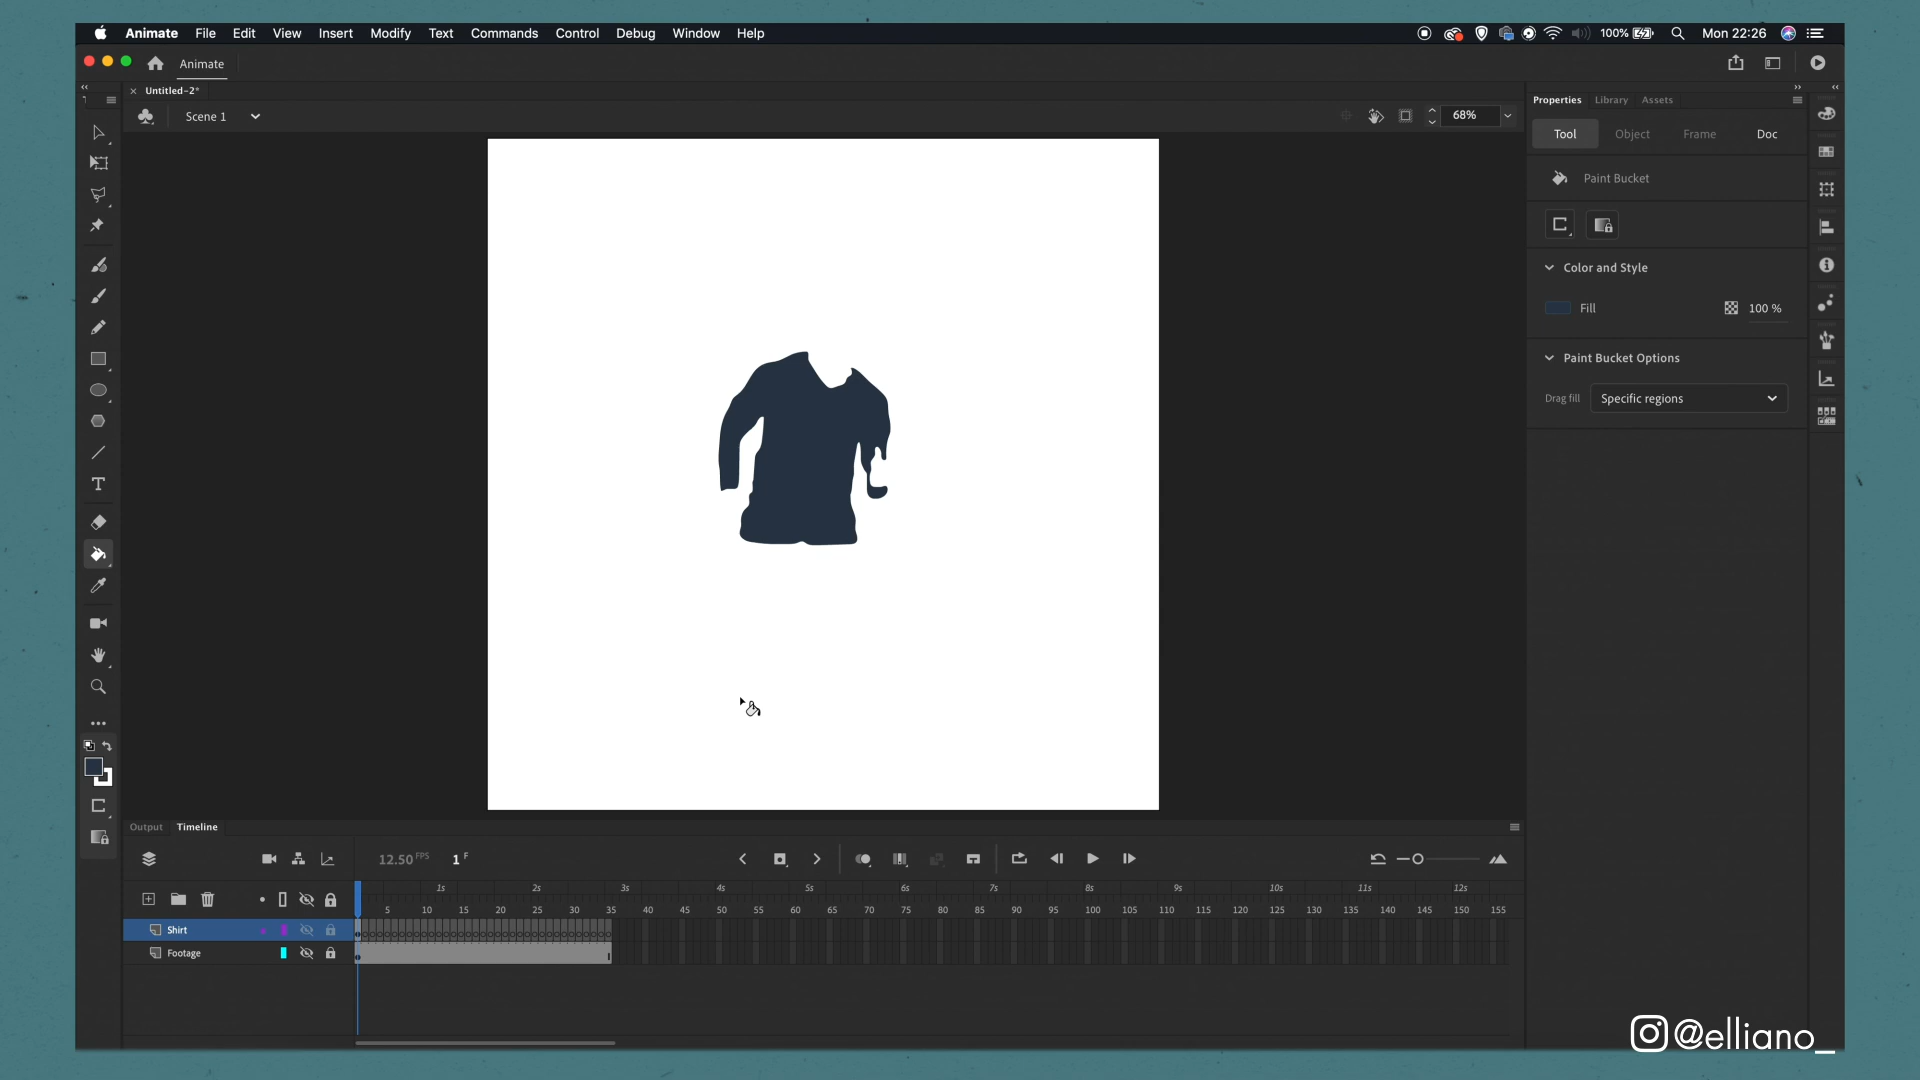 Animate File Edit View Insert Modify Text Commands Control Debug Window Help 100% Mon 22:26
Animate
Untitled-2*
Scene 1 68%
Properties Library Assets
Tool Object Frame Doc
Paint Bucket
Color and Style
Fill 100 %
Paint Bucket Options
Drag fill Specific regions
Output Timeline
12.50 FPS 1 F
1s 2s 3s 4s 5s 6s 7s 8s 9s 10s 11s 12s
5 10 15 20 25 30 35 40 45 50 55 60 65 70 75 80 85 90 95 100 105 110 115 120 125 130 135 140 145 150 155
Shirt
Footage
@elliano_